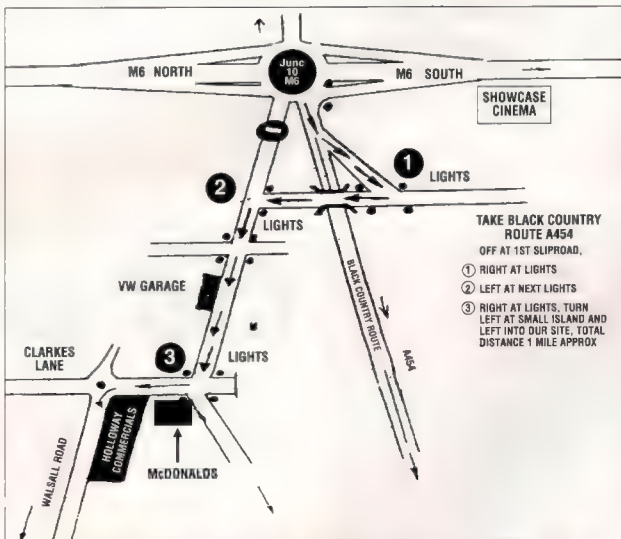 Junc
10
M6
M6 NORTH
M6 SOUTH
SHOWCASE
CINEMA
1
LIGHTS
2
LIGHTS
TAKE BLACK COUNTRY
ROUTE A454
OFF AT 1ST SLIPROAD,
1 RIGHT AT LIGHTS
2 LEFT AT NEXT LIGHTS
3 RIGHT AT LIGHTS, TURN
LEFT AT SMALL ISLAND AND
LEFT INTO OUR SITE, TOTAL
DISTANCE 1 MILE APPROX
VW GARAGE
BLACK COUNTRY ROUTE
A454
3
LIGHTS
CLARKES
LANE
HOLLOWAY
COMMERCIALS
McDONALDS
WALSALL ROAD